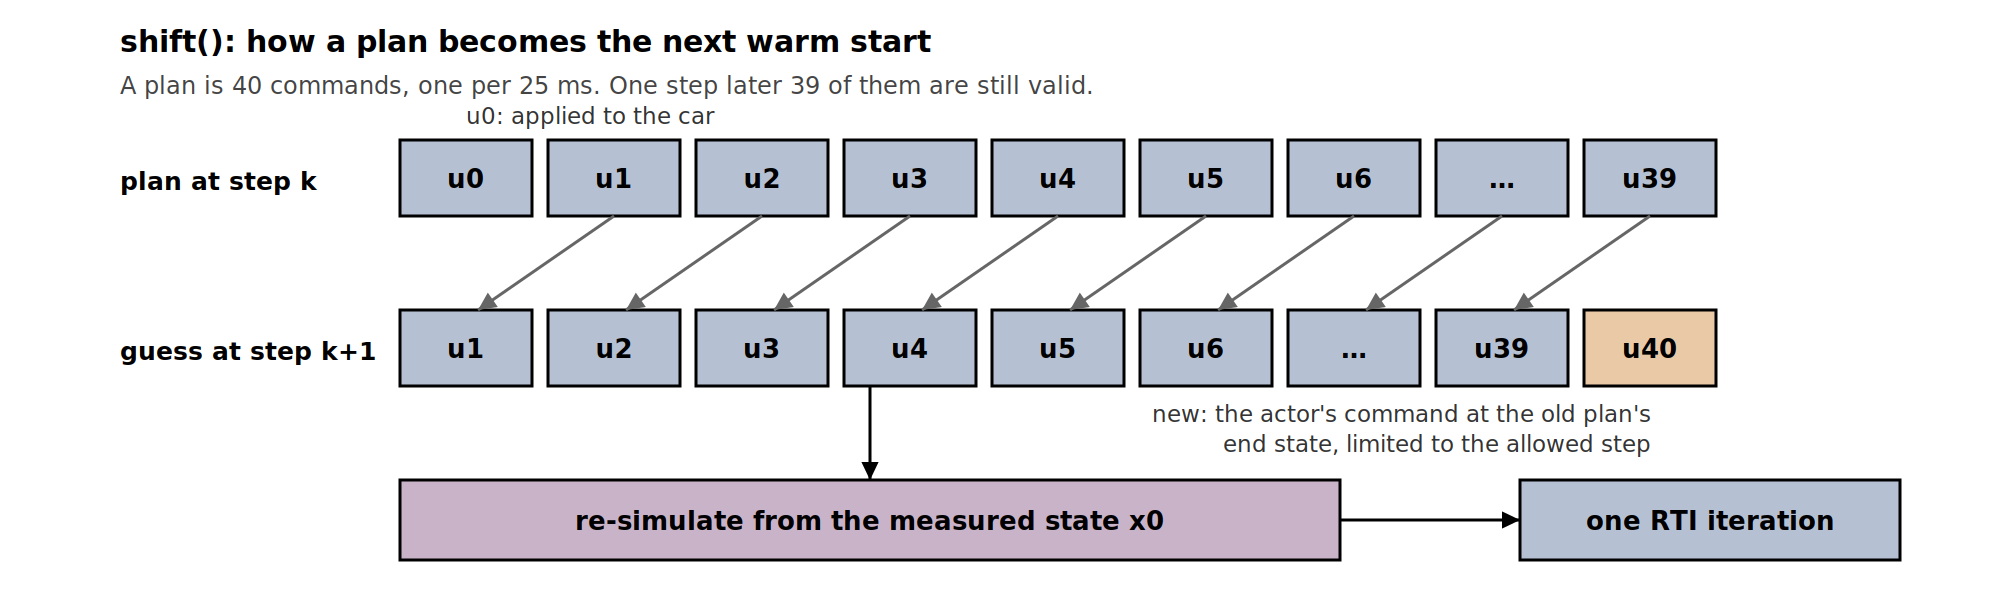 shift(): how a plan becomes the next warm start
A plan is 40 commands, one per 25 ms. One step later 39 of them are still valid.
u0: applied to the car
plan at step k u0 u1 u2 u3 u4 u5 u6 … u39
guess at step k+1 u1 u2 u3 u4 u5 u6 … u39 u40
new: the actor's command at the old plan's
end state, limited to the allowed step
re-simulate from the measured state x0 one RTI iteration